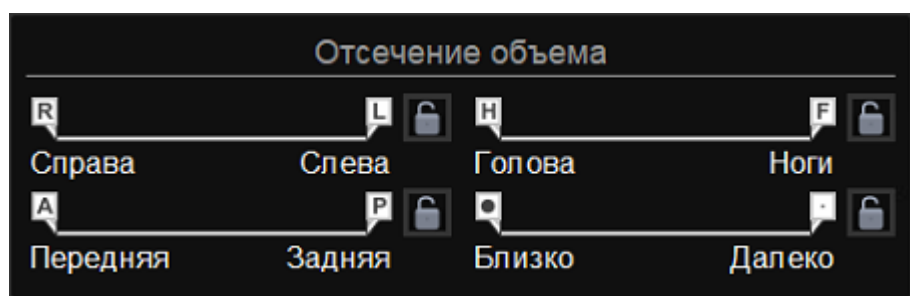 Отсечение объема
R L H F
Справа Слева Голова Ноги
A P
Передняя Задняя Близко Далеко